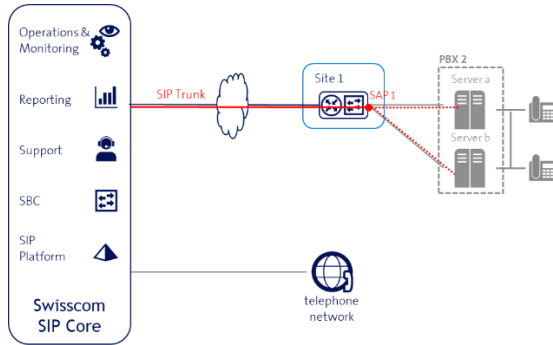 Operations &
Monitoring
Reporting
Support
SBC
SIP
Platform
Swisscom
SIP Core
SIP Trunk
Site 1
SAP 1
PBX 2
Server a
Server b
telephone
network